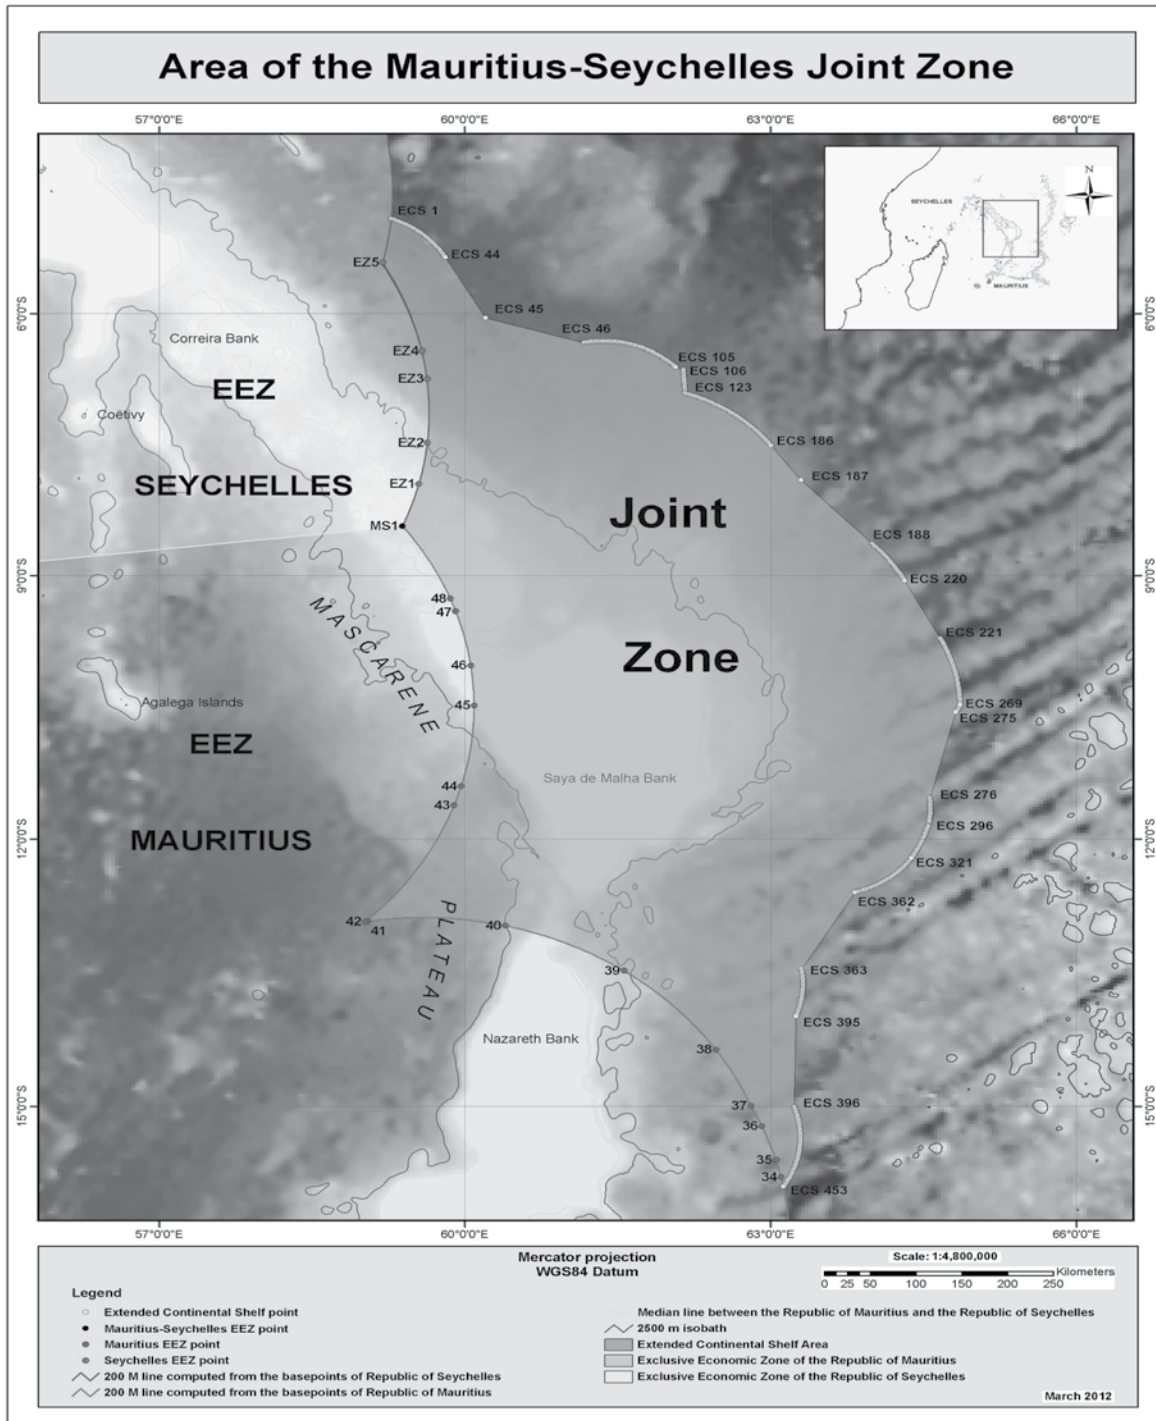 Area of the Mauritius-Seychelles Joint Zone
57°0'0"E 60°0'0"E 63°0'0"E 66°0'0"E
N
SEYCHELLES
MAURITIUS
ECS 1
ECS 44
EZ5
ECS 45
6°0'0"S 6°0'0"S
ECS 46
Correira Bank
EZ4
ECS 105
ECS 106
EZ3
EEZ
ECS 123
Coëtivy
EZ2
ECS 186
ECS 187
EZ1
SEYCHELLES
Joint
MS1
ECS 188
9°0'0"S 9°0'0"S
ECS 220
48
47
MASCARENE
ECS 221
Zone
46
Agalega Islands
45
ECS 269
ECS 275
EEZ
Saya de Malha Bank
44
ECS 276
43
ECS 296
MAURITIUS
12°0'0"S 12°0'0"S
ECS 321
ECS 362
42
41
40
PLATEAU
39
ECS 363
ECS 395
Nazareth Bank
38
37
ECS 396
15°0'0"S 15°0'0"S
36
35
34
ECS 453
57°0'0"E 60°0'0"E 63°0'0"E 66°0'0"E
Mercator projection
WGS84 Datum
Scale: 1:4,800,000
Kilometers
0 25 50 100 150 200 250
Legend
Extended Continental Shelf point
Mauritius-Seychelles EEZ point
Mauritius EEZ point
Seychelles EEZ point
200 M line computed from the basepoints of Republic of Seychelles
200 M line computed from the basepoints of Republic of Mauritius
Median line between the Republic of Mauritius and the Republic of Seychelles
2500 m isobath
Extended Continental Shelf Area
Exclusive Economic Zone of the Republic of Mauritius
Exclusive Economic Zone of the Republic of Seychelles
March 2012